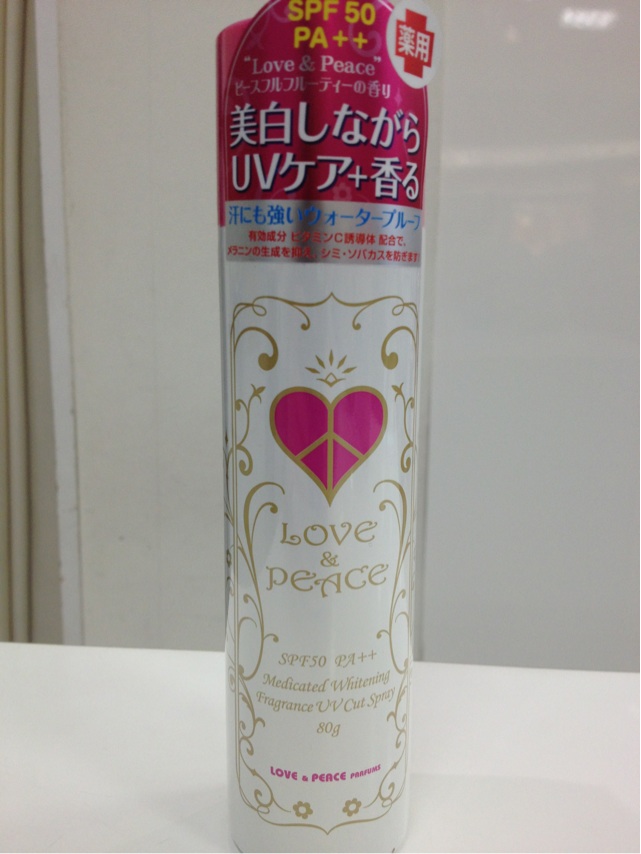 SPF 50
PA++
薬用
"Love & Peace"
ピースフルフルーティーの香り
美白しながら
UVケア+香る
汗にも強いウォータープルーフ
有効成分 ビタミンC誘導体 配合で、
メラニンの生成を抑え、シミ・ソバカスを防ぎます!
LOVE
&
PEACE
SPF50 PA++
Medicated Whitening
Fragrance UV Cut Spray
80g
LOVE & PEACE PARFUMS